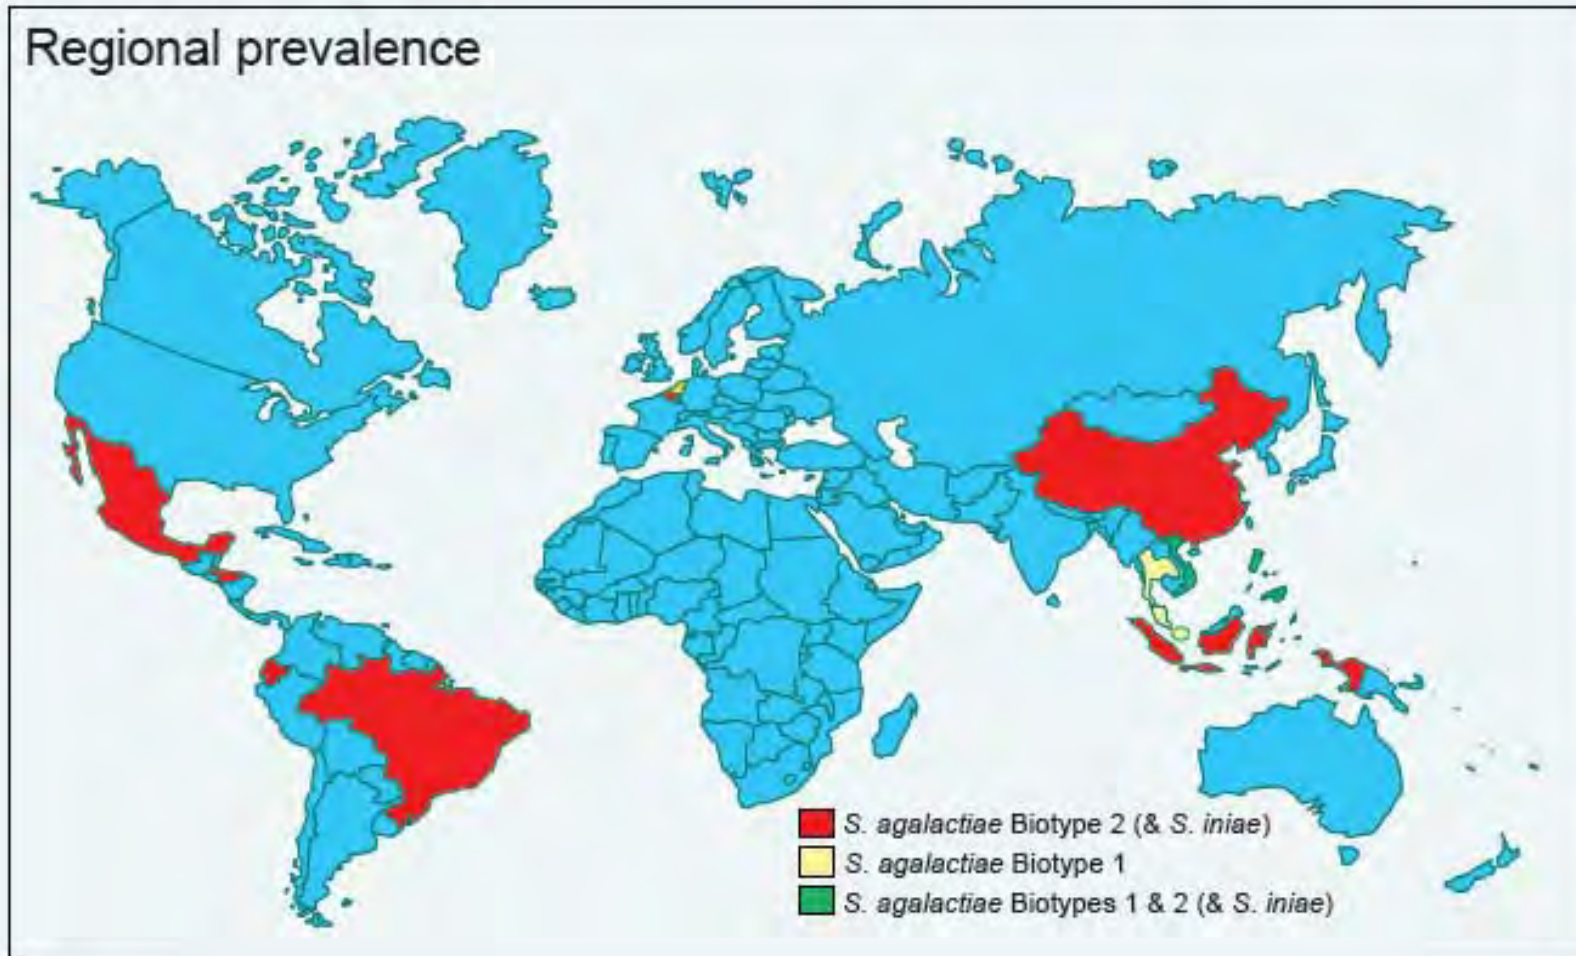 Regional prevalence
S. agalactiae Biotype 2 (& S. iniae)
S. agalactiae Biotype 1
S. agalactiae Biotypes 1 & 2 (& S. iniae)